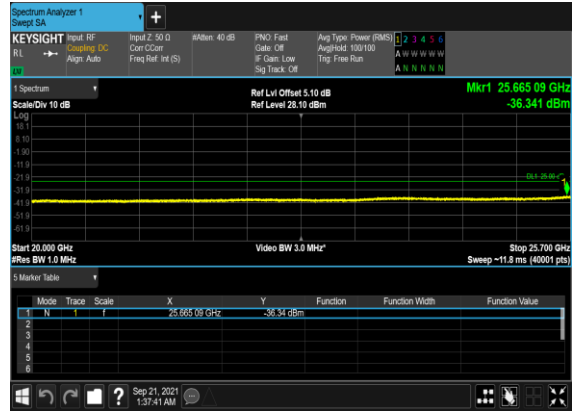 Spectrum Analyzer 1
Swept SA
+
KEYSIGHT Input: RF Input Z: 50 Ω #Atten: 40 dB PNO: Fast Avg Type: Power (RMS) 1 2 3 4 5 6
RL Coupling: DC Corr CCorr Gate: Off Avg|Hold: 100/100 A W W W W W
Align: Auto Freq Ref: Int (S) IF Gain: Low Trig: Free Run
Sig Track: Off A N N N N N
1 Spectrum Ref Lvl Offset 5.10 dB Mkr1 25.665 09 GHz
Scale/Div 10 dB Ref Level 28.10 dBm -36.341 dBm
Log
18.1
8.10
-1.90
-11.9
-21.9 DL1 -25.00
-31.9
-41.9
-51.9
-61.9
Start 20.000 GHz Video BW 3.0 MHz* Stop 25.700 GHz
#Res BW 1.0 MHz Sweep ~11.8 ms (40001 pts)
5 Marker Table
Mode Trace Scale X Y Function Function Width Function Value
1 N 1 f 25.665 09 GHz -36.34 dBm
2
3
4
5
6
? Sep 21, 2021
1:37:41 AM